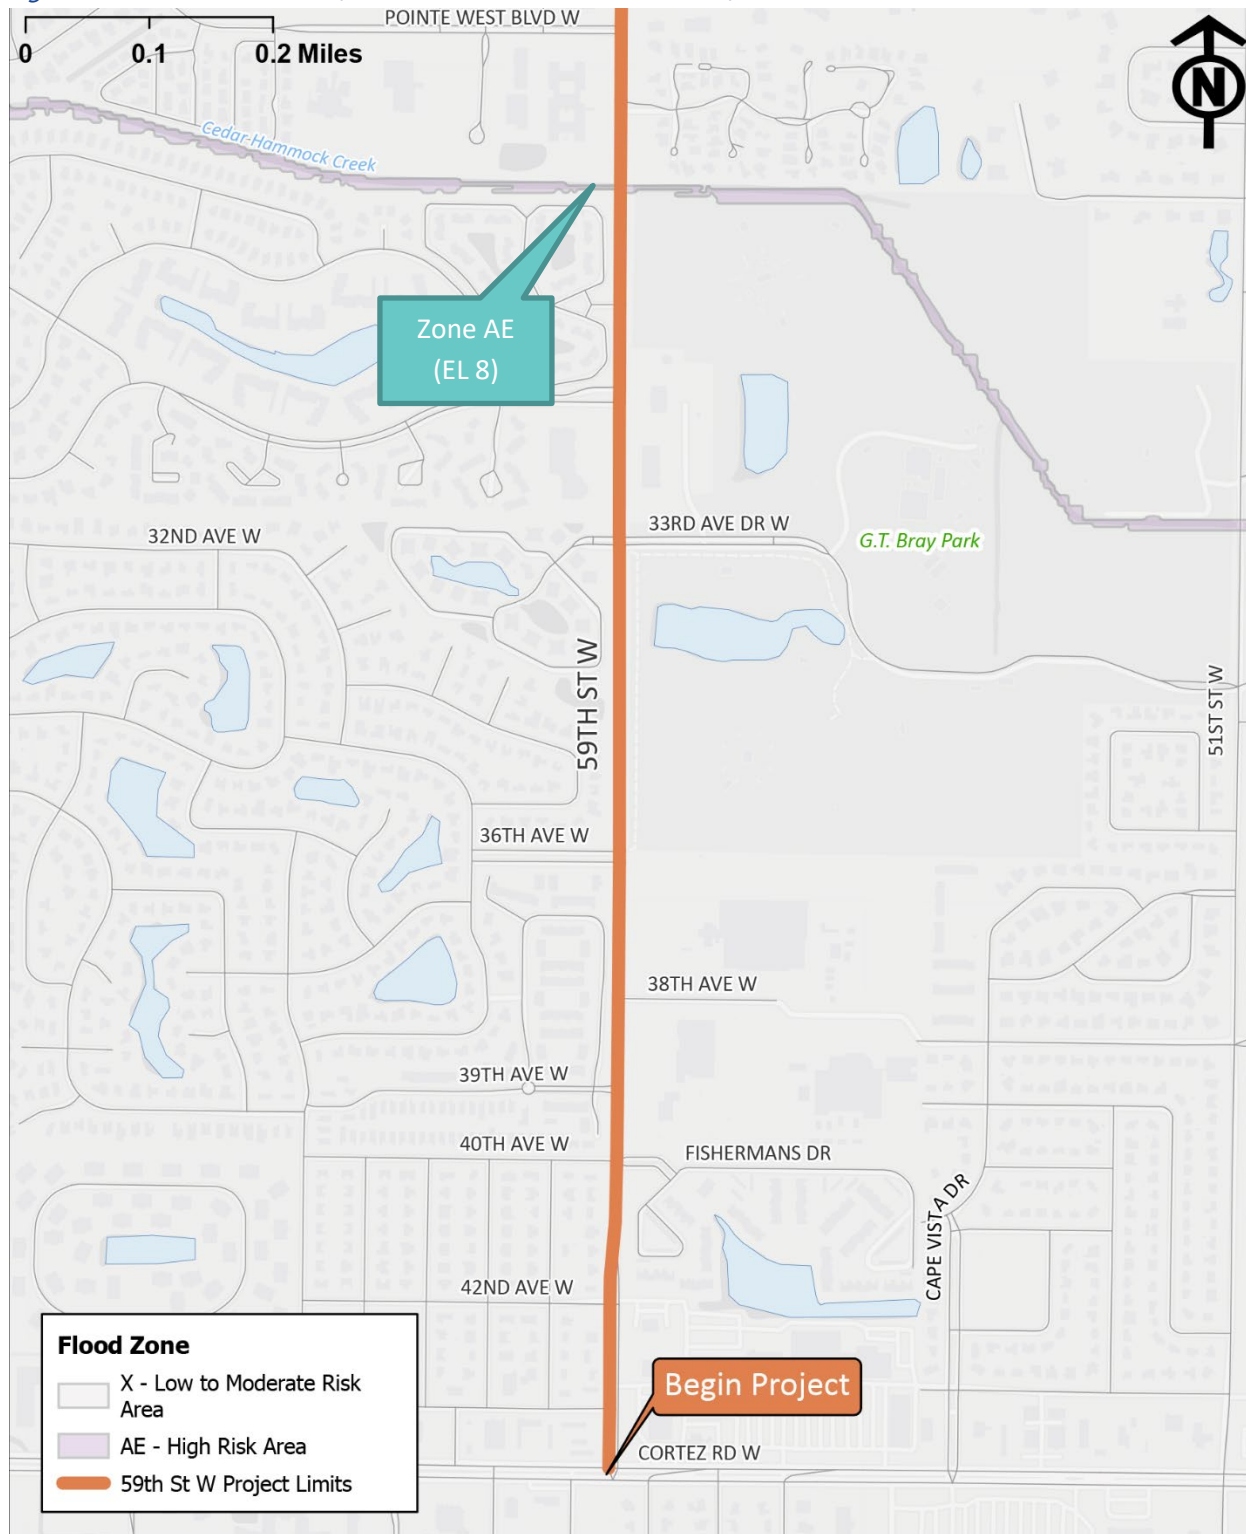 POINTE WEST BLVD W
0 0.1 0.2 Miles
N
Cedar-Hammock Creek
Zone AE
(EL 8)
32ND AVE W
33RD AVE DR W
G.T. Bray Park
59TH ST W
51ST ST W
36TH AVE W
38TH AVE W
39TH AVE W
40TH AVE W
FISHERMANS DR
CAPE VISTA DR
42ND AVE W
Flood Zone
X - Low to Moderate Risk
Area
AE - High Risk Area
59th St W Project Limits
Begin Project
CORTEZ RD W